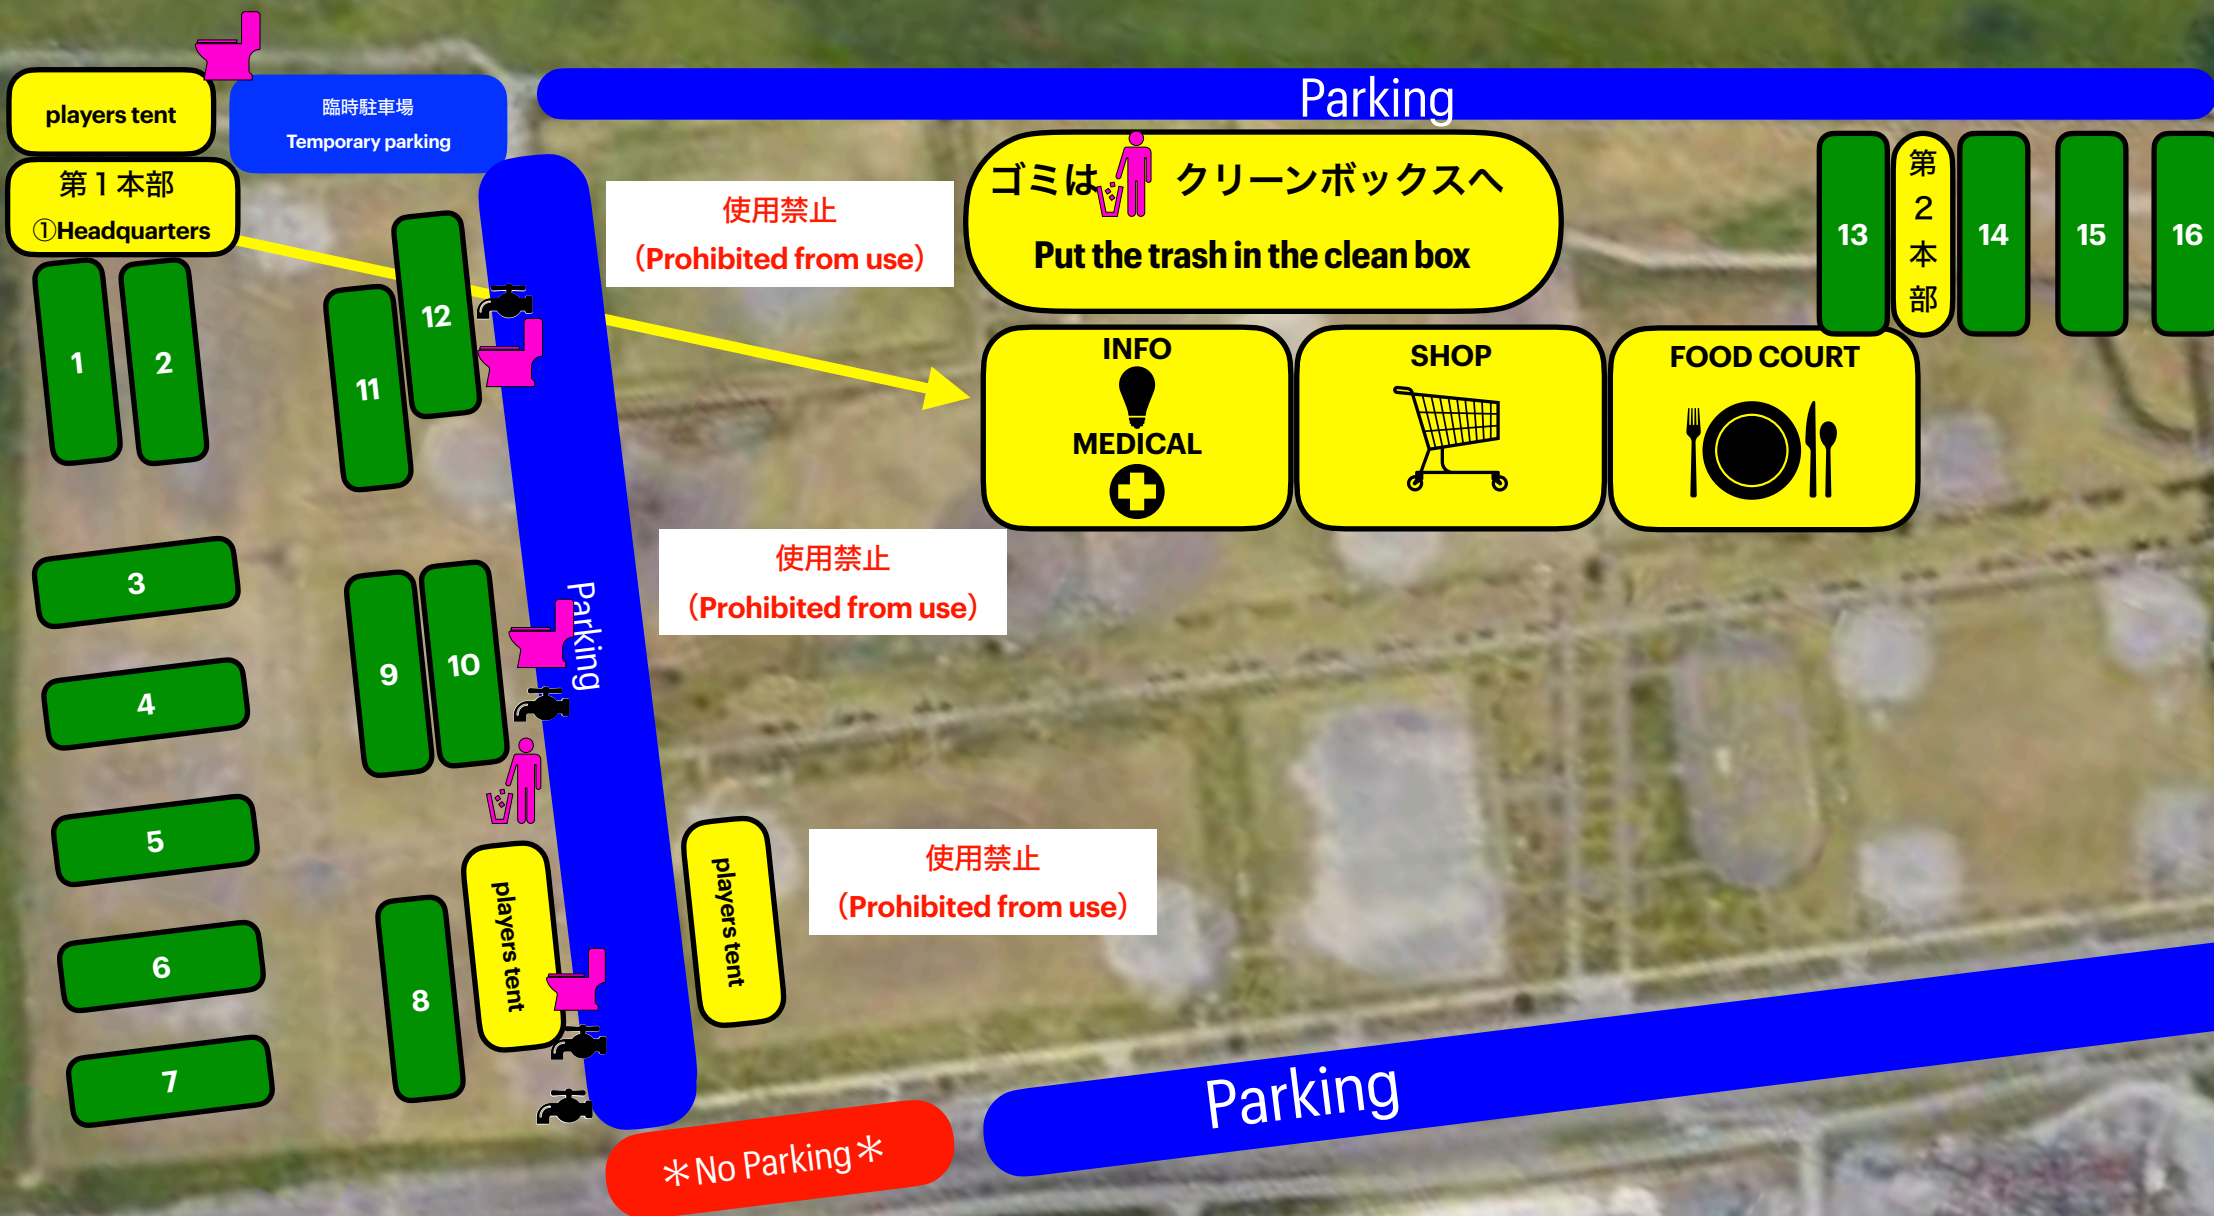 players tent
臨時駐車場
Temporary parking
第１本部
①Headquarters
Parking
使用禁止
（Prohibited from use）
ゴミは クリーンボックスへ
Put the trash in the clean box
INFO
MEDICAL
SHOP
FOOD COURT
13
第２本部
14
15
16
1
2
11
12
3
4
5
6
7
9
10
8
Parking
使用禁止
（Prohibited from use）
players tent
players tent
使用禁止
（Prohibited from use）
＊No Parking＊
Parking